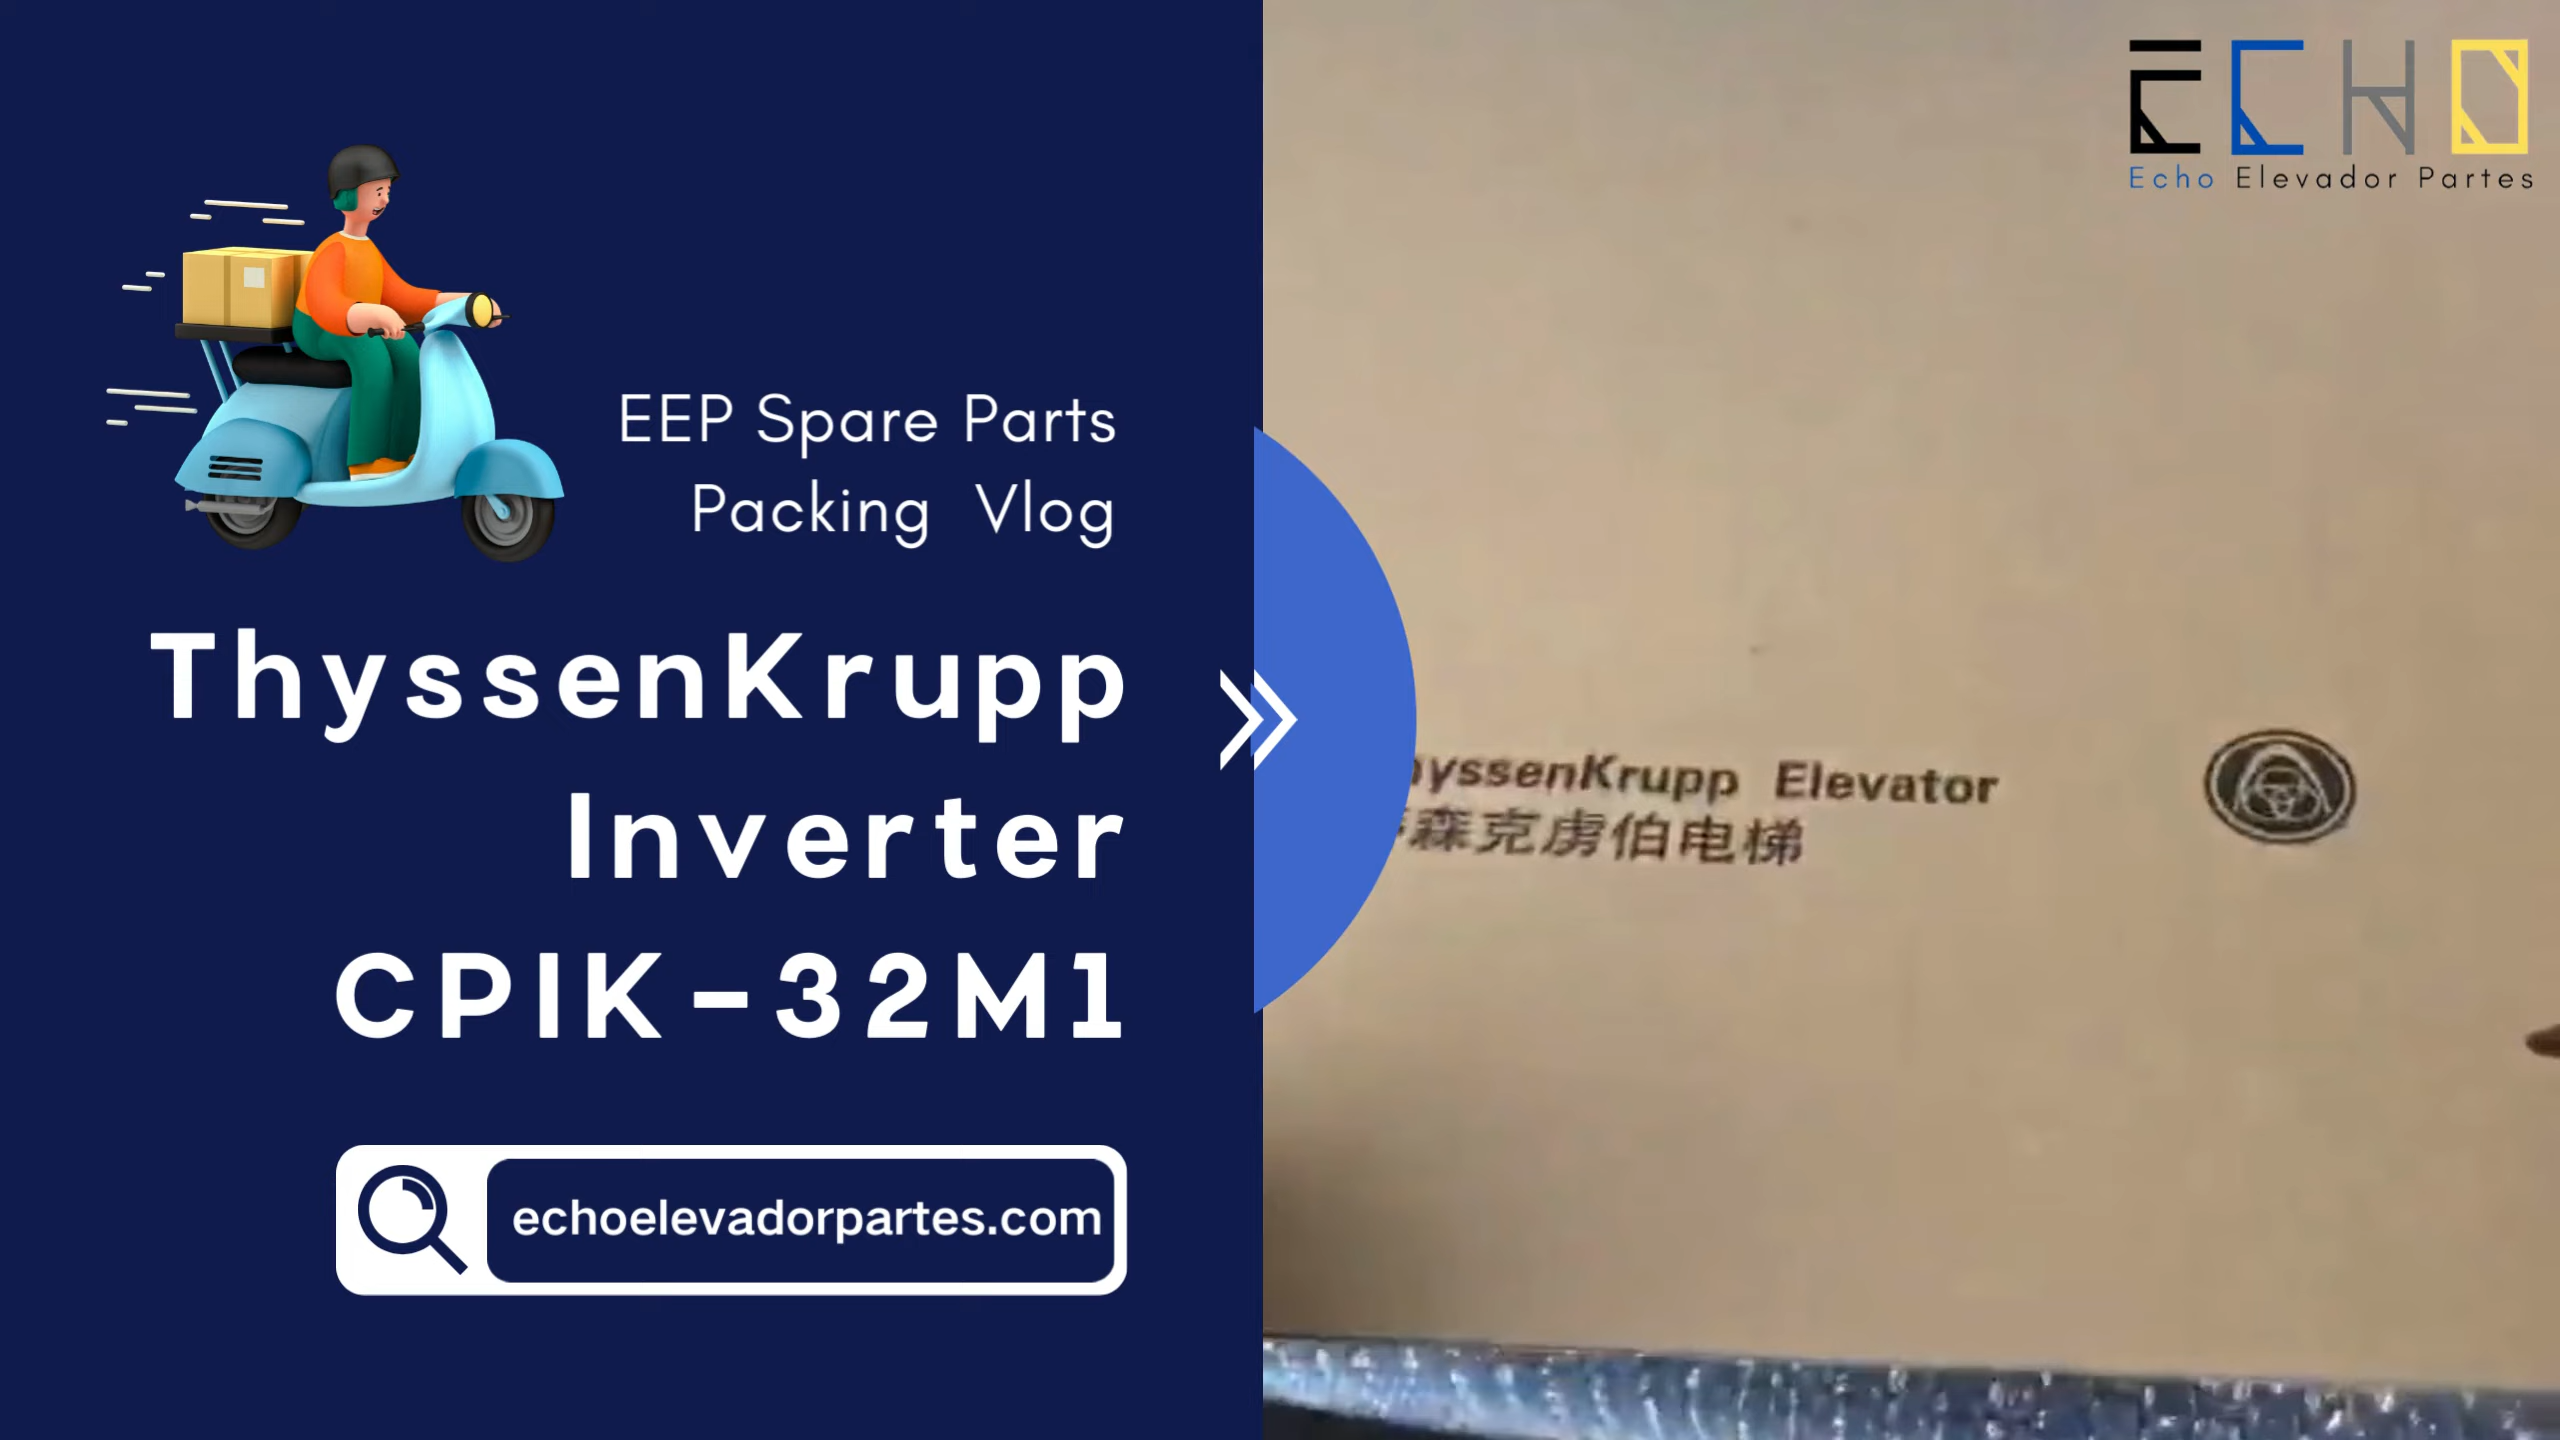 EEP Spare Parts
Packing Vlog
ThyssenKrupp
Inverter
CPIK-32M1
echoelevadorpartes.com
ECHO
Echo Elevador Partes
hyssenKrupp Elevator
森克虏伯电梯